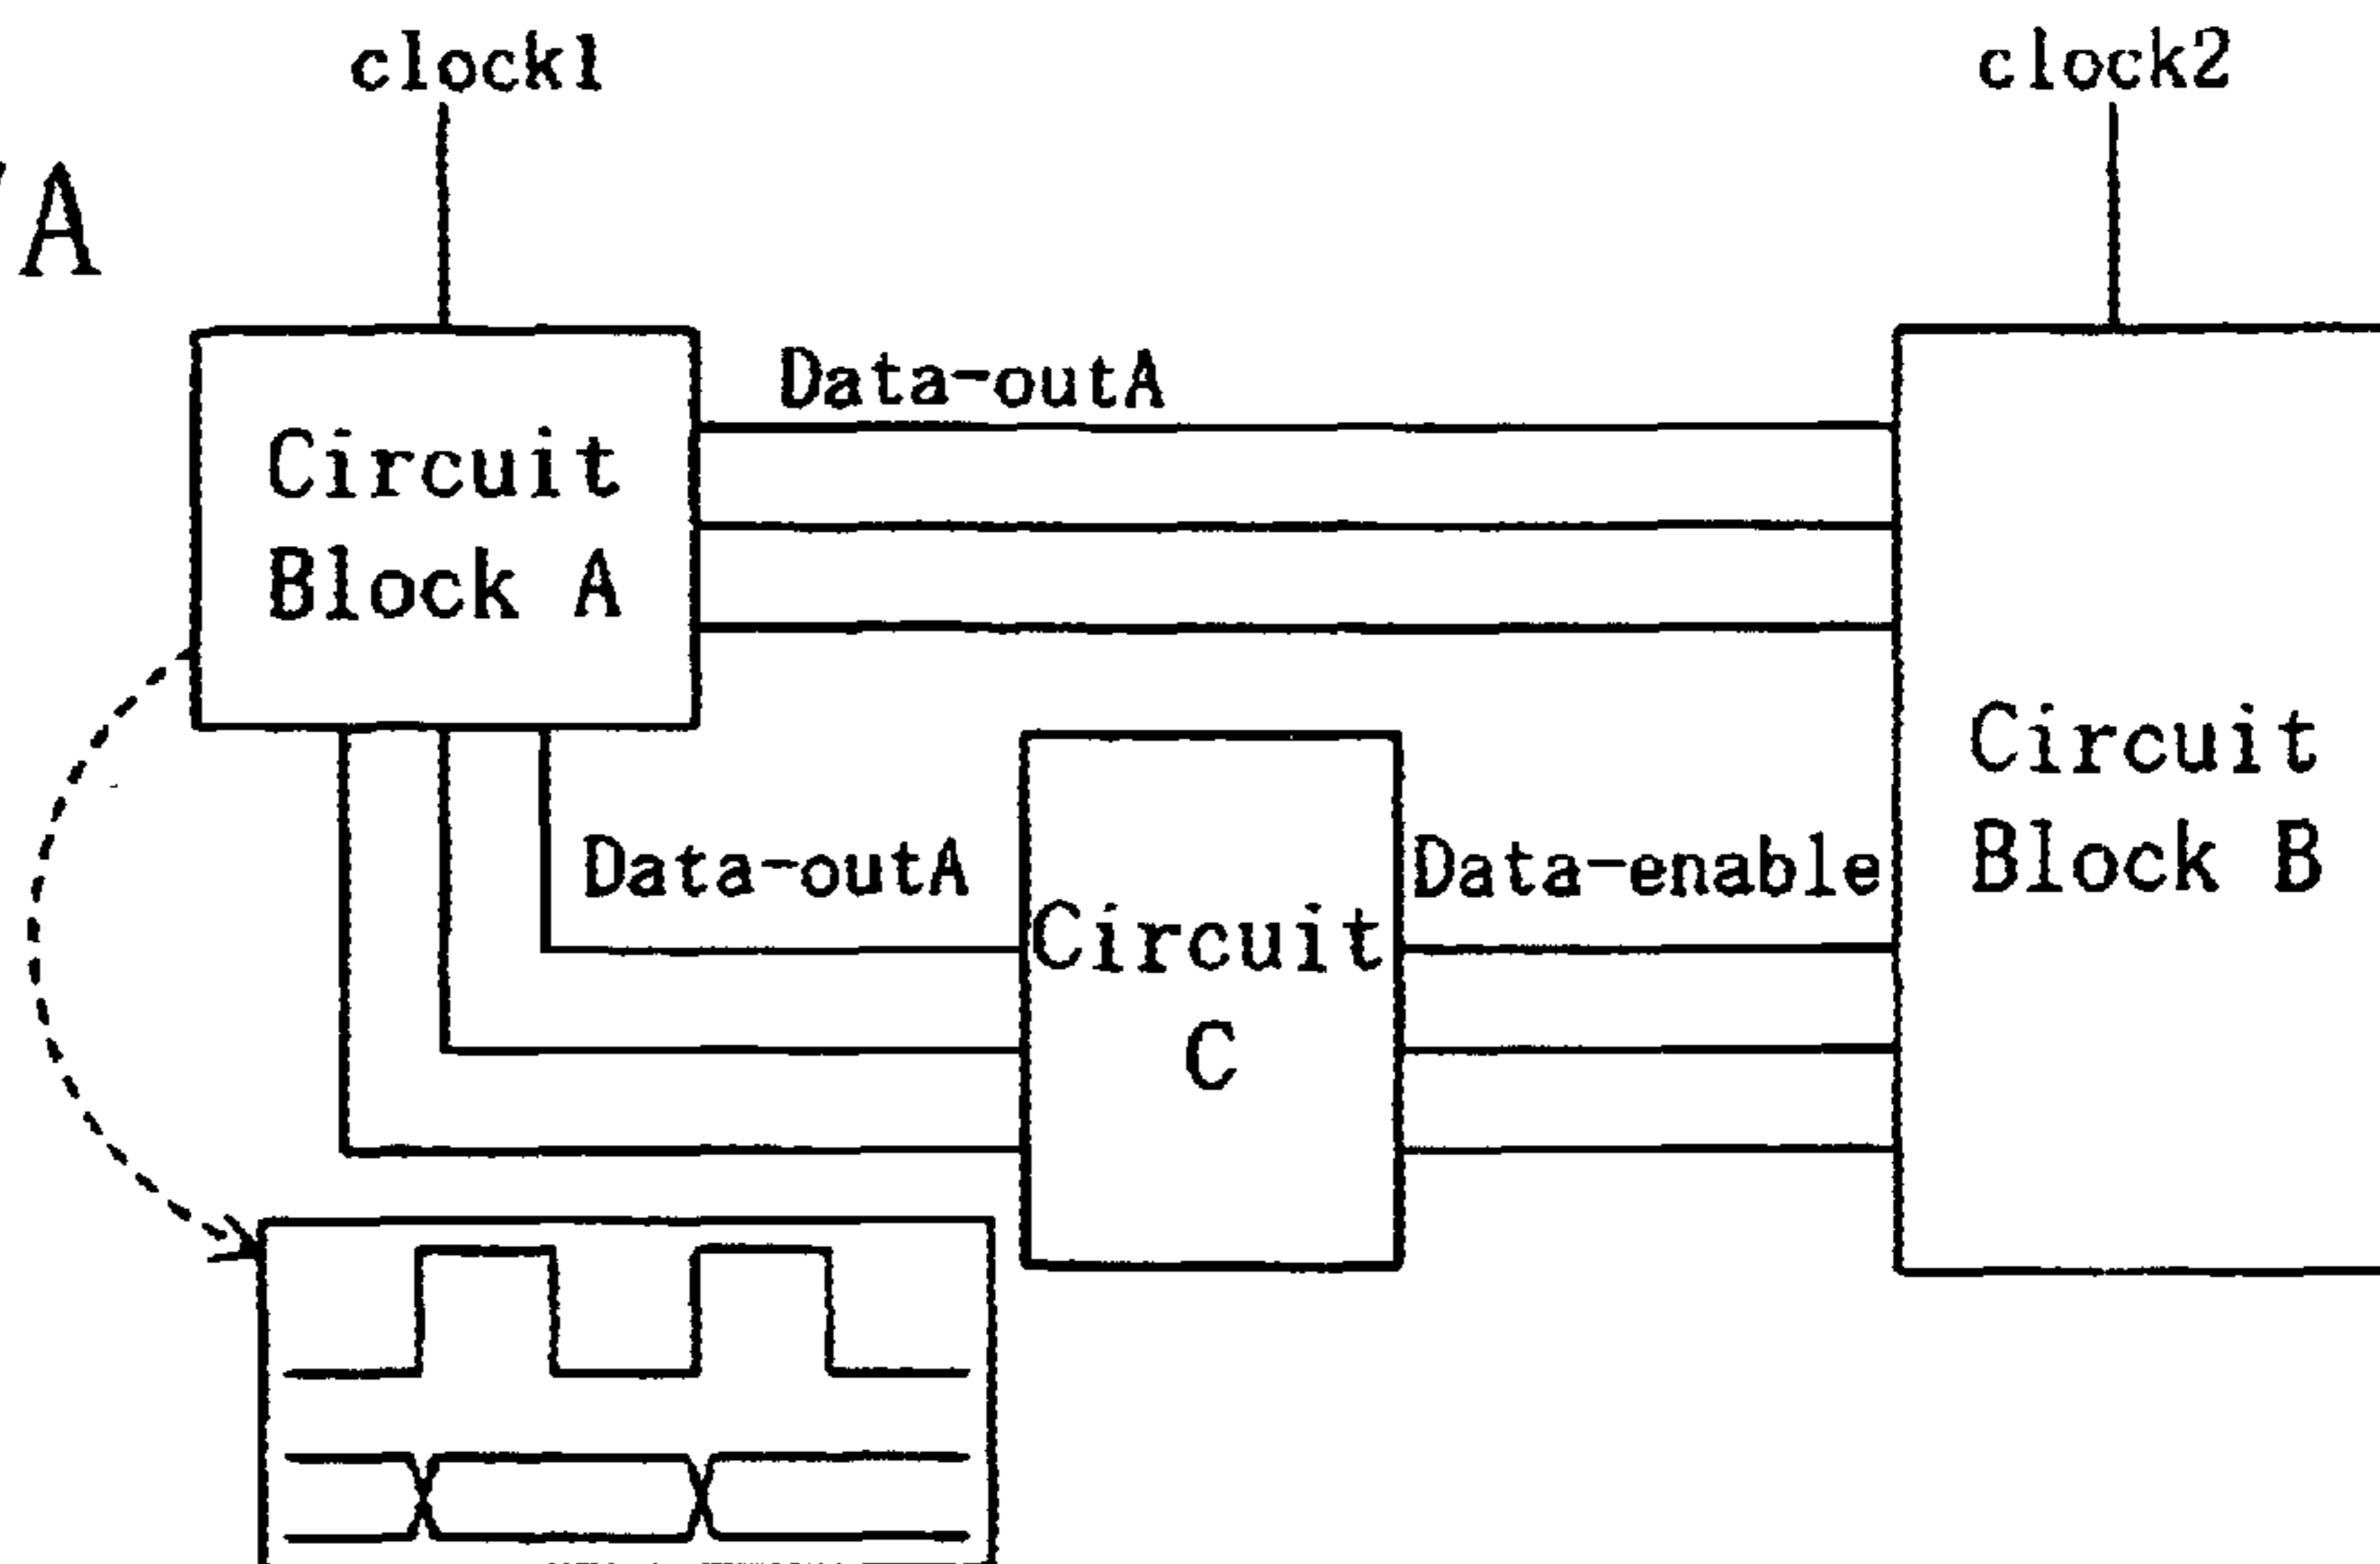 clock1
clock2
A
Data-outA
Circuit
Block A
Circuit
Block B
Data-outA
Data-enable
Circuit
C